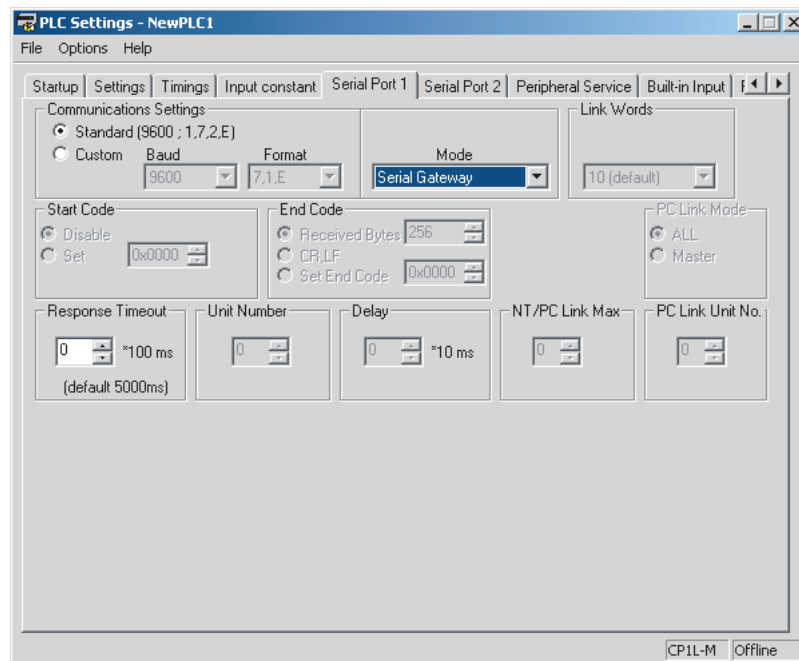 PLC Settings - NewPLC1
File Options Help
Startup Settings Timings Input constant Serial Port 1 Serial Port 2 Peripheral Service Built-in Input
Communications Settings
Standard (9600 ; 1,7,2,E)
Custom Baud Format
9600 7,1,E
Mode
Serial Gateway
Link Words
10 (default)
Start Code
Disable
Set 0x0000
End Code
Received Bytes 256
CR,LF
Set End Code 0x0000
PC Link Mode
ALL
Master
Response Timeout
0 *100 ms
(default 5000ms)
Unit Number
0
Delay
0 *10 ms
NT/PC Link Max
0
PC Link Unit No.
0
CP1L-M Offline